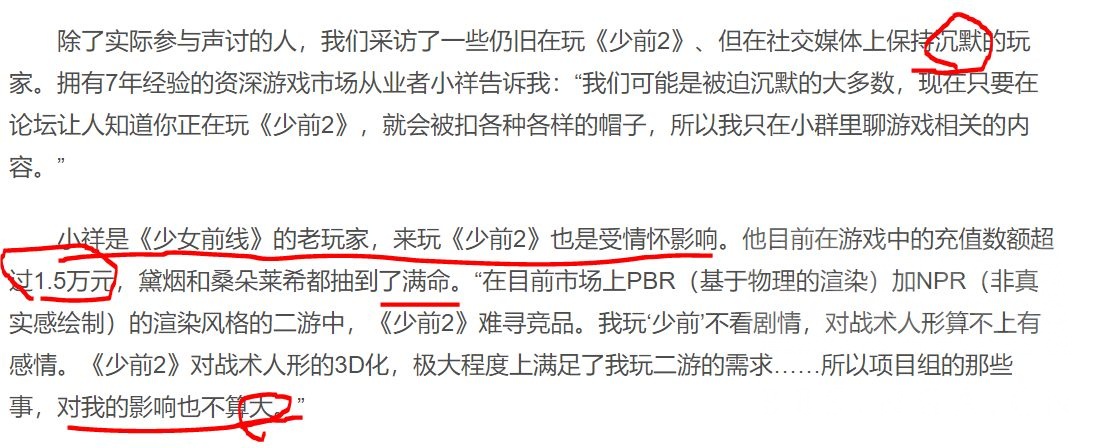 除了实际参与声讨的人，我们采访了一些仍旧在玩《少前2》、但在社交媒体上保持沉默的玩
家。拥有7年经验的资深游戏市场从业者小祥告诉我：“我们可能是被迫沉默的大多数，现在只要在
论坛让人知道你正在玩《少前2》，就会被扣各种各样的帽子，所以我只在小群里聊游戏相关的内
容。”
小祥是《少女前线》的老玩家，来玩《少前2》也是受情怀影响。他目前在游戏中的充值数额超
过1.5万元，黛烟和桑朵莱希都抽到了满命。“在目前市场上PBR（基于物理的渲染）加NPR（非真
实感绘制）的渲染风格的二游中，《少前2》难寻竞品。我玩‘少前’不看剧情，对战术人形算不上有
感情。《少前2》对战术人形的3D化，极大程度上满足了我玩二游的需求……所以项目组的那些
事，对我的影响也不算大。”